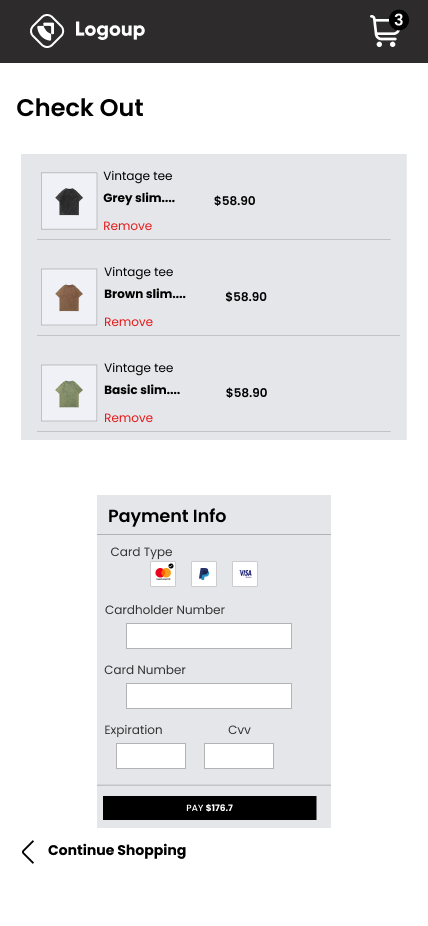 Logoup
3
Check Out
Vintage tee
Grey slim....
$58.90
Remove
Vintage tee
Brown slim....
$58.90
Remove
Vintage tee
Basic slim....
$58.90
Remove
Payment Info
Card Type
VISA
Cardholder Number
Card Number
Expiration Cvv
PAY $176.7
Continue Shopping